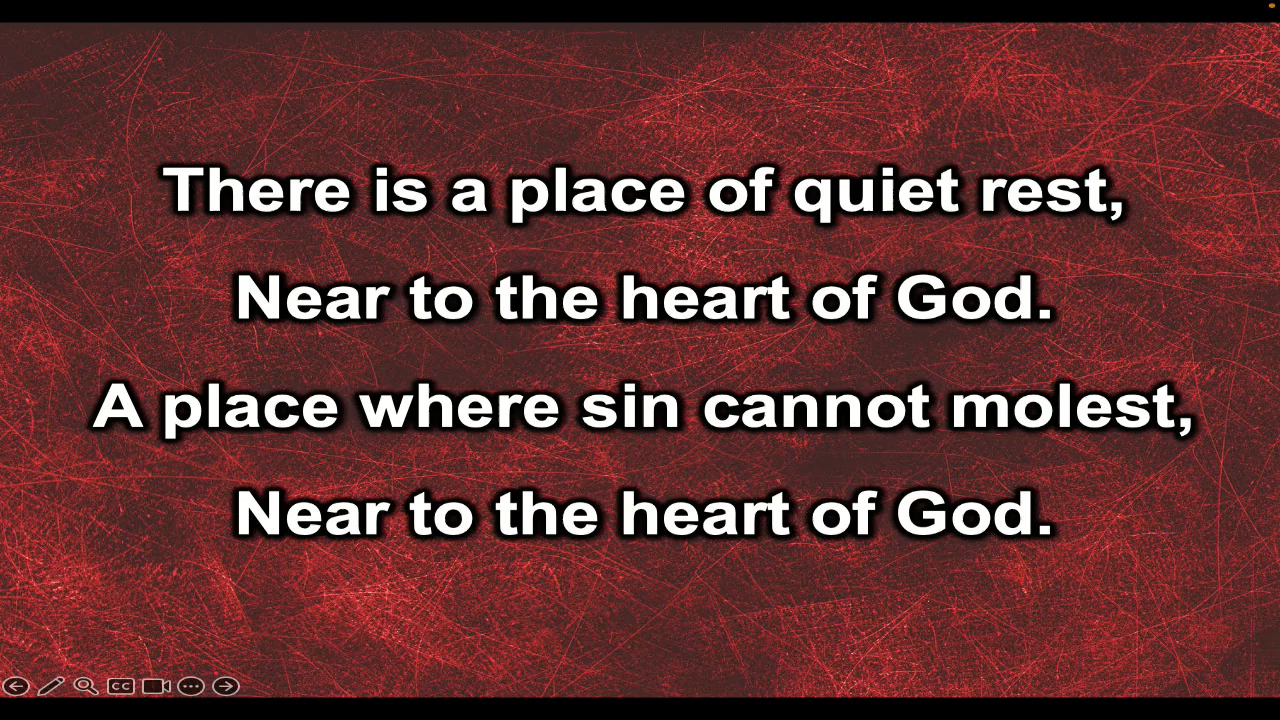 There is a place of quiet rest,
Near to the heart of God.
A place where sin cannot molest,
Near to the heart of God.
CC